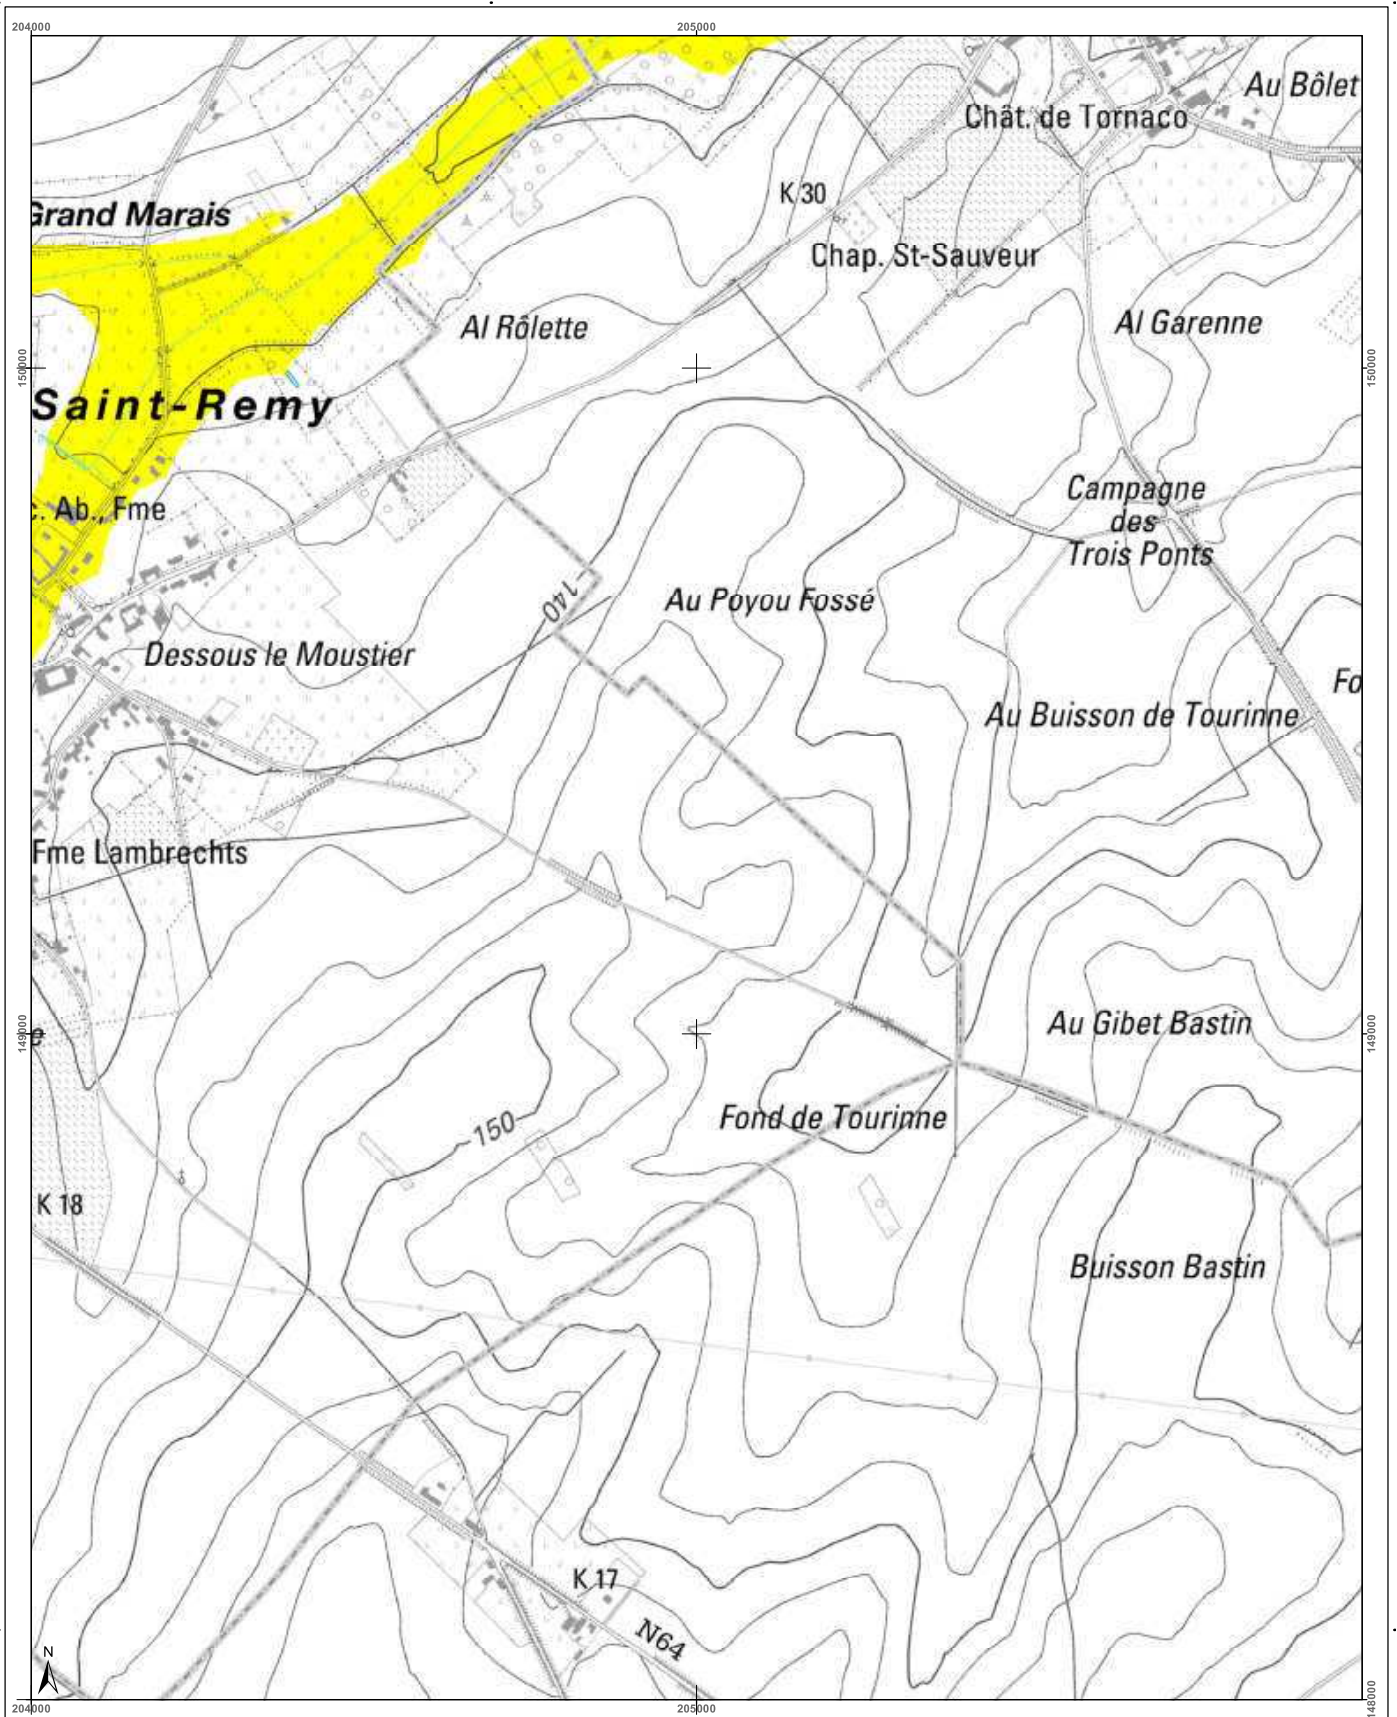 204000
205000
Au Bôlet
Chât. de Tornaco
K 30
Grand Marais
Chap. St-Sauveur
Al Rôlette
Al Garenne
150000
150000
Saint-Remy
Campagne
des
Trois Ponts
c. Ab., Fme
140
Au Poyou Fossé
Dessous le Moustier
Fo
Au Buisson de Tourinne
Fme Lambrechts
149000
149000
e
Au Gibet Bastin
Fond de Tourinne
150
K 18
Buisson Bastin
K 17
N64
N
204000
205000
148000